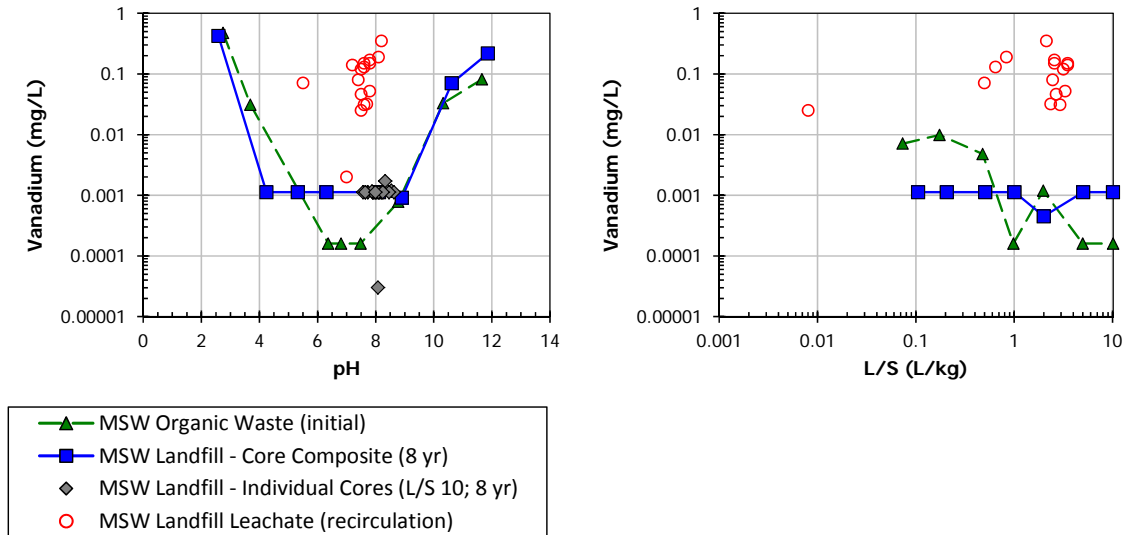 Vanadium (mg/L)
1
0.1
0.01
0.001
0.0001
0.00001
0 2 4 6 8 10 12 14
pH
Vanadium (mg/L)
1
0.1
0.01
0.001
0.0001
0.00001
0.001 0.01 0.1 1 10
L/S (L/kg)
MSW Organic Waste (initial)
MSW Landfill - Core Composite (8 yr)
MSW Landfill - Individual Cores (L/S 10; 8 yr)
MSW Landfill Leachate (recirculation)